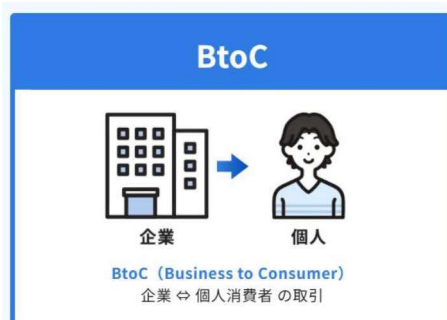 BtoC
企業
個人
BtoC（Business to Consumer）
企業 ⇔ 個人消費者 の取引